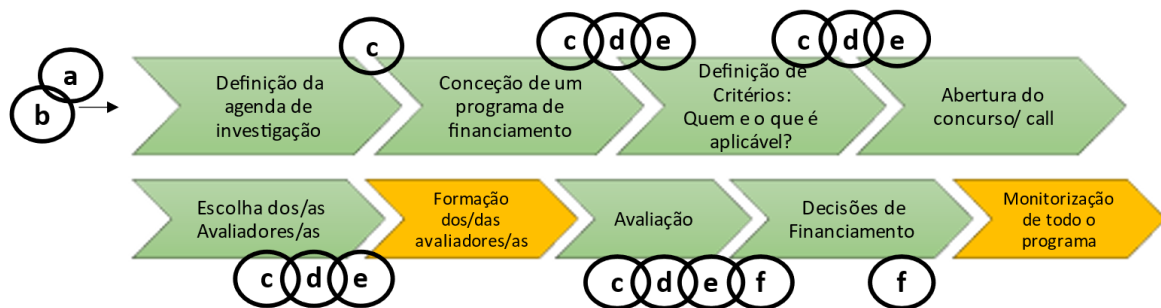 c
c d e
c d e
a
b
Definição da
agenda de
investigação
Conceção de um
programa de
financiamento
Definição de
Critérios:
Quem e o que é
aplicável?
Abertura do
concurso/ call
Escolha dos/as
Avaliadores/as
Formação
dos/das
avaliadores/as
Avaliação
Decisões de
Financiamento
Monitorização
de todo o
programa
c d e
c d e f
f